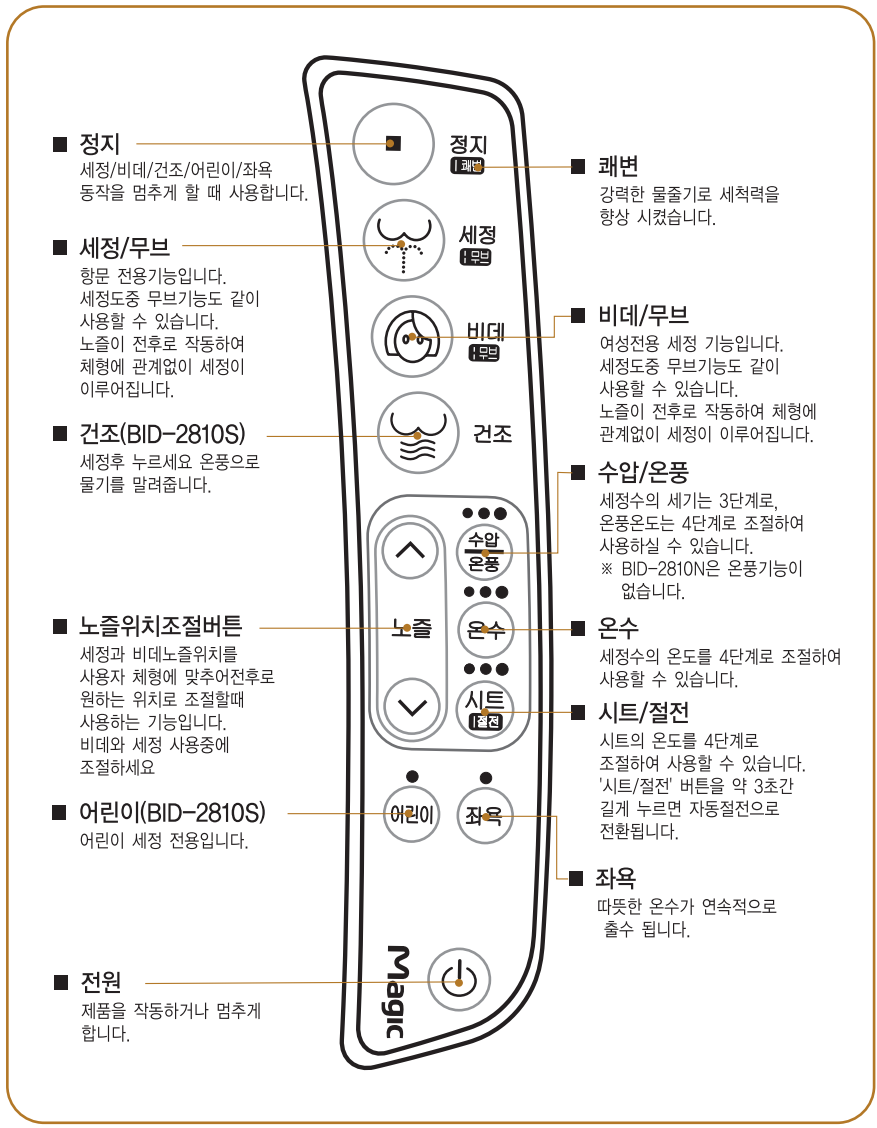 정지
세정/비데/건조/어린이/좌욕
동작을 멈추게 할 때 사용합니다.
세정/무브
항문 전용기능입니다.
세정도중 무브기능도 같이
사용할 수 있습니다.
노즐이 전후로 작동하여
체형에 관계없이 세정이
이루어집니다.
건조(BID-2810S)
세정후 누르세요 온풍으로
물기를 말려줍니다.
노즐위치조절버튼
세정과 비데노즐위치를
사용자 체형에 맞추어전후로
원하는 위치로 조절할때
사용하는 기능입니다.
비데와 세정 사용중에
조절하세요
어린이(BID-2810S)
어린이 세정 전용입니다.
전원
제품을 작동하거나 멈추게
합니다.
정지
쾌변
세정
무브
비데
무브
건조
수압
온풍
노즐
온수
시트
절전
어린이
좌욕
Magic
쾌변
강력한 물줄기로 세척력을
향상 시켰습니다.
비데/무브
여성전용 세정 기능입니다.
세정도중 무브기능도 같이
사용할 수 있습니다.
노즐이 전후로 작동하여 체형에
관계없이 세정이 이루어집니다.
수압/온풍
세정수의 세기는 3단계로,
온풍온도는 4단계로 조절하여
사용하실 수 있습니다.
※ BID-2810N은 온풍기능이
없습니다.
온수
세정수의 온도를 4단계로 조절하여
사용할 수 있습니다.
시트/절전
시트의 온도를 4단계로
조절하여 사용할 수 있습니다.
'시트/절전' 버튼을 약 3초간
길게 누르면 자동절전으로
전환됩니다.
좌욕
따뜻한 온수가 연속적으로
출수 됩니다.